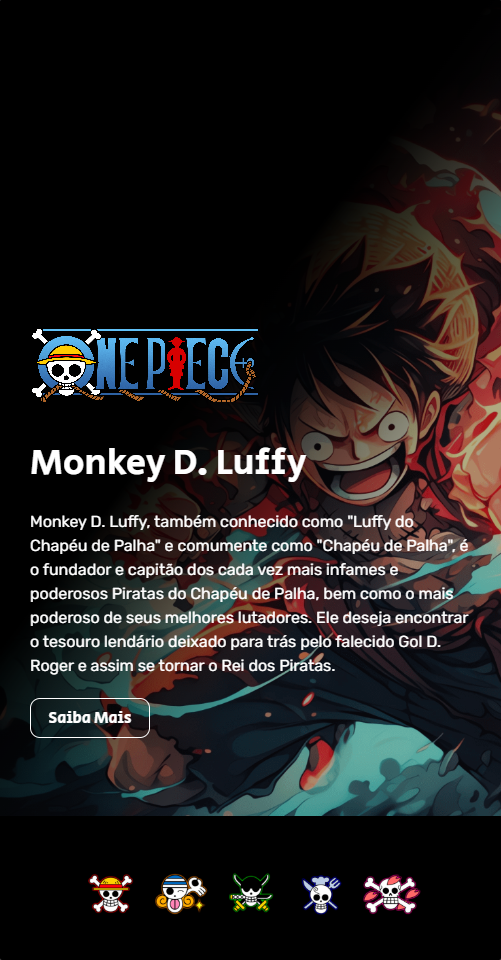 ONE PIECE
Monkey D. Luffy
Monkey D. Luffy, também conhecido como "Luffy do
Chapéu de Palha" e comumente como "Chapéu de Palha", é
o fundador e capitão dos cada vez mais infames e
poderosos Piratas do Chapéu de Palha, bem como o mais
poderoso de seus melhores lutadores. Ele deseja encontrar
o tesouro lendário deixado para trás pelo falecido Gol D.
Roger e assim se tornar o Rei dos Piratas.
Saiba Mais